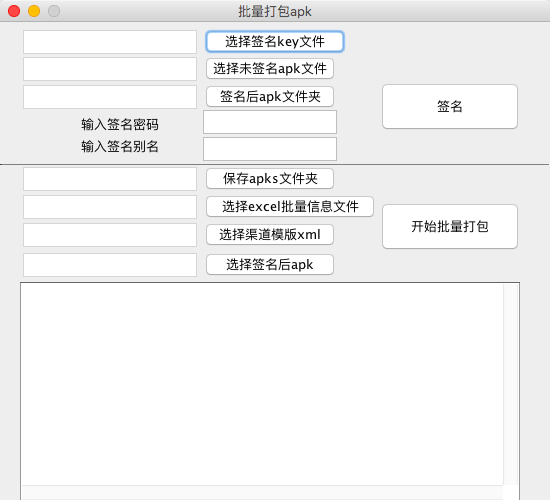 批量打包apk
选择签名key文件
选择未签名apk文件
签名后apk文件夹
签名
输入签名密码
输入签名别名
保存apks文件夹
选择excel批量信息文件
开始批量打包
选择渠道模版xml
选择签名后apk